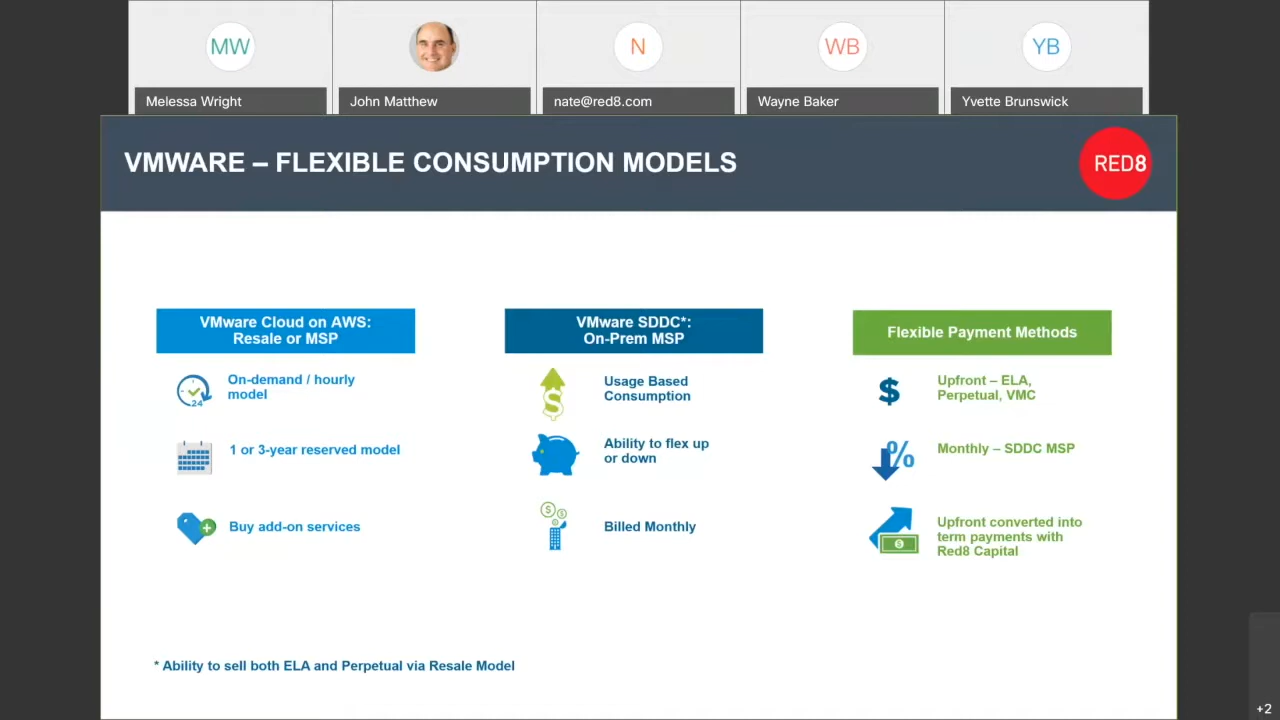 MW
N
WB
YB
Melessa Wright
John Matthew
nate@red8.com
Wayne Baker
Yvette Brunswick
VMWARE – FLEXIBLE CONSUMPTION MODELS
RED8
VMware Cloud on AWS:
Resale or MSP
24
On-demand / hourly
model
1 or 3-year reserved model
Buy add-on services
VMware SDDC*:
On-Prem MSP
$
Usage Based
Consumption
Ability to flex up
or down
$ $
Billed Monthly
Flexible Payment Methods
$
Upfront – ELA,
Perpetual, VMC
%
Monthly – SDDC MSP
$
Upfront converted into
term payments with
Red8 Capital
* Ability to sell both ELA and Perpetual via Resale Model
+2